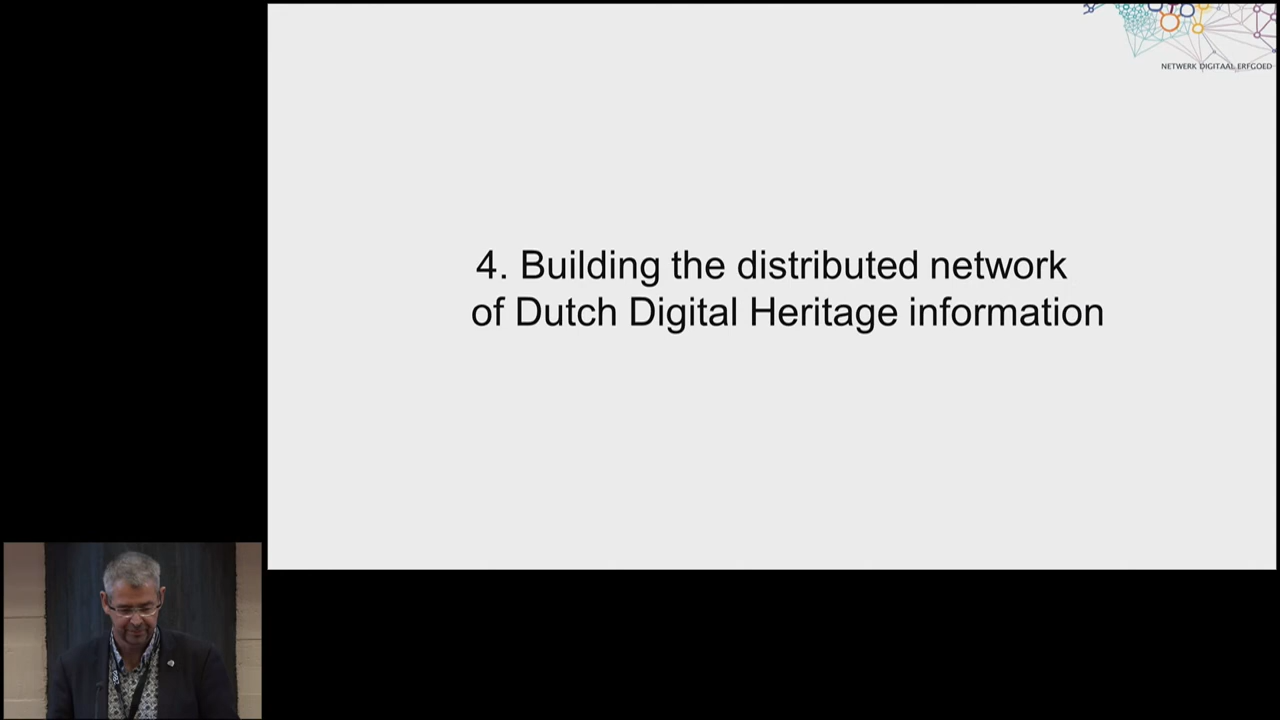 NETWERK DIGITAAL ERFGOED
4. Building the distributed network
of Dutch Digital Heritage information